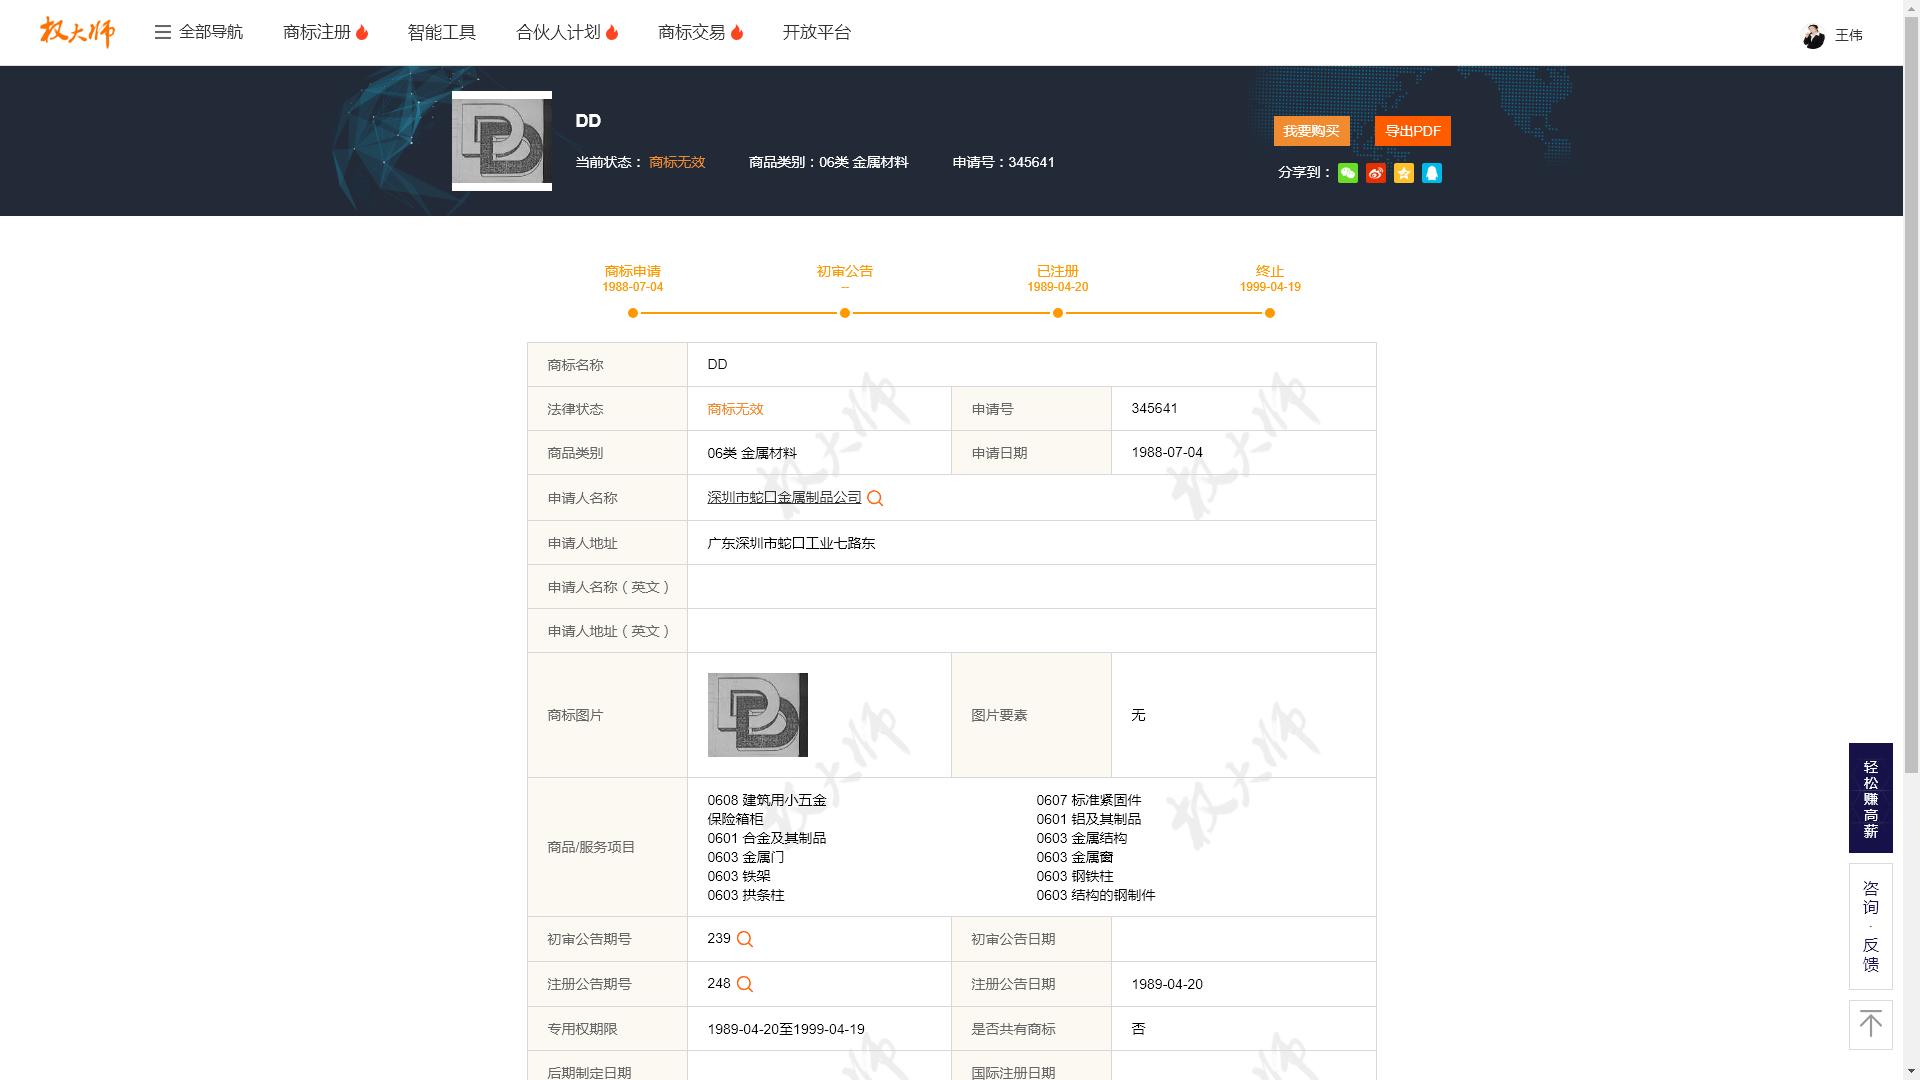 权大师
全部导航
商标注册
智能工具
合伙人计划
商标交易
开放平台
王伟
DD
当前状态： 商标无效 商品类别：06类 金属材料 申请号：345641
我要购买
导出PDF
分享到：
商标申请
1988-07-04
初审公告
--
已注册
1989-04-20
终止
1999-04-19
商标名称 DD
法律状态 商标无效 申请号 345641
商品类别 06类 金属材料 申请日期 1988-07-04
申请人名称 深圳市蛇口金属制品公司
申请人地址 广东深圳市蛇口工业七路东
申请人名称（英文）
申请人地址（英文）
商标图片 图片要素 无
商品/服务项目
0608 建筑用小五金 0607 标准紧固件
保险箱柜 0601 铝及其制品
0601 合金及其制品 0603 金属结构
0603 金属门 0603 金属窗
0603 铁架 0603 钢铁柱
0603 拱条柱 0603 结构的钢制件
初审公告期号 239 初审公告日期
注册公告期号 248 注册公告日期 1989-04-20
专用权期限 1989-04-20至1999-04-19 是否共有商标 否
后期制定日期 国际注册日期
轻松赚高薪
咨询·反馈